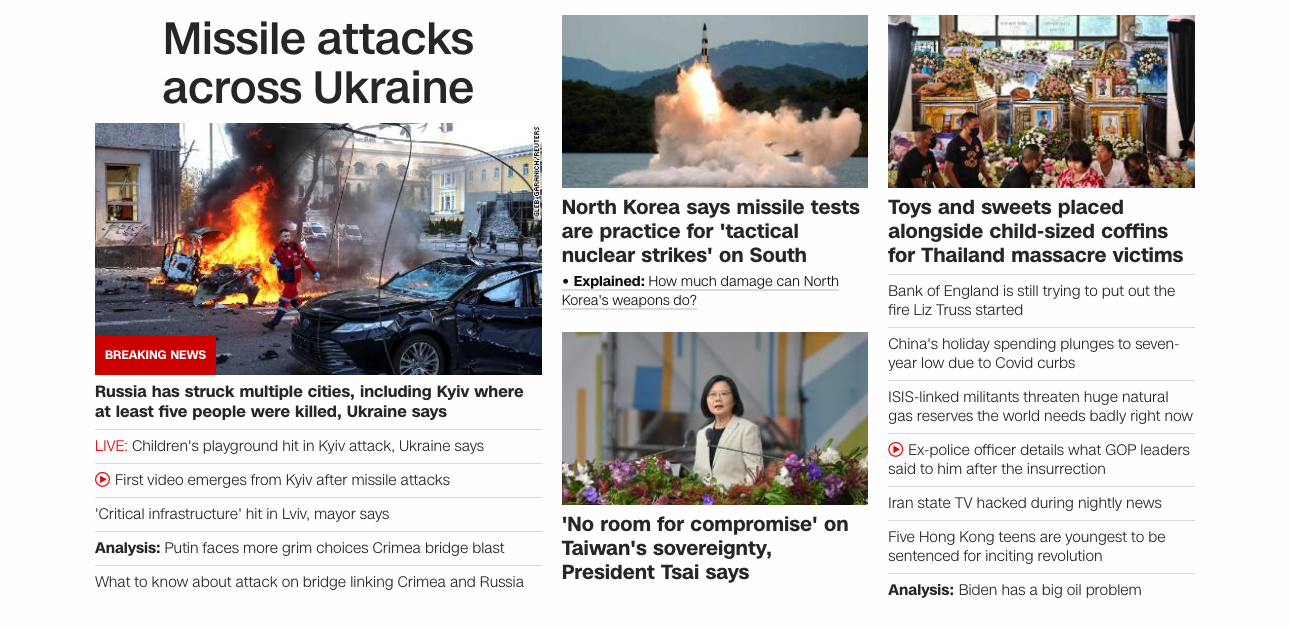 Missile attacks
across Ukraine
GLEB GARANICH/REUTERS
BREAKING NEWS
Russia has struck multiple cities, including Kyiv where
at least five people were killed, Ukraine says
LIVE: Children's playground hit in Kyiv attack, Ukraine says
First video emerges from Kyiv after missile attacks
'Critical infrastructure' hit in Lviv, mayor says
Analysis: Putin faces more grim choices Crimea bridge blast
What to know about attack on bridge linking Crimea and Russia
North Korea says missile tests
are practice for 'tactical
nuclear strikes' on South
• Explained: How much damage can North
Korea's weapons do?
'No room for compromise' on
Taiwan's sovereignty,
President Tsai says
Toys and sweets placed
alongside child-sized coffins
for Thailand massacre victims
Bank of England is still trying to put out the
fire Liz Truss started
China's holiday spending plunges to seven-
year low due to Covid curbs
ISIS-linked militants threaten huge natural
gas reserves the world needs badly right now
Ex-police officer details what GOP leaders
said to him after the insurrection
Iran state TV hacked during nightly news
Five Hong Kong teens are youngest to be
sentenced for inciting revolution
Analysis: Biden has a big oil problem